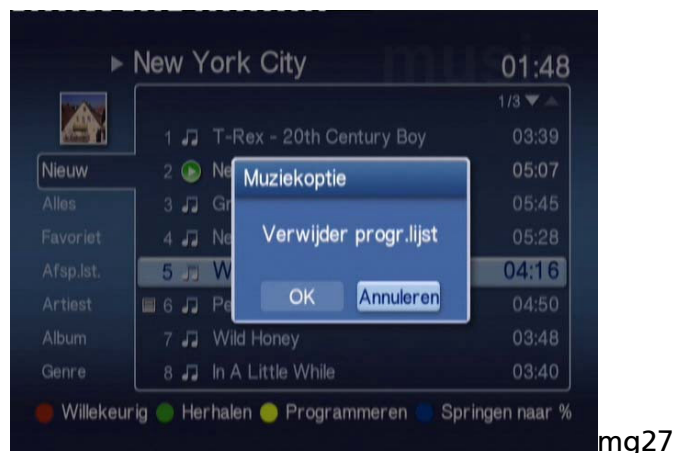 New York City 01:48
1/3
1 T-Rex - 20th Century Boy 03:39
Nieuw 2 Ne 05:07
Alles 3 Gr 05:45
Favoriet 4 Ne 05:28
Afsp.lst. 5 W 04:16
Artiest 6 Pe 04:50
Album 7 Wild Honey 03:48
Genre 8 In A Little While 03:40
Muziekoptie
Verwijder progr.lijst
OK Annuleren
Willekeurig Herhalen Programmeren Springen naar %
mq27